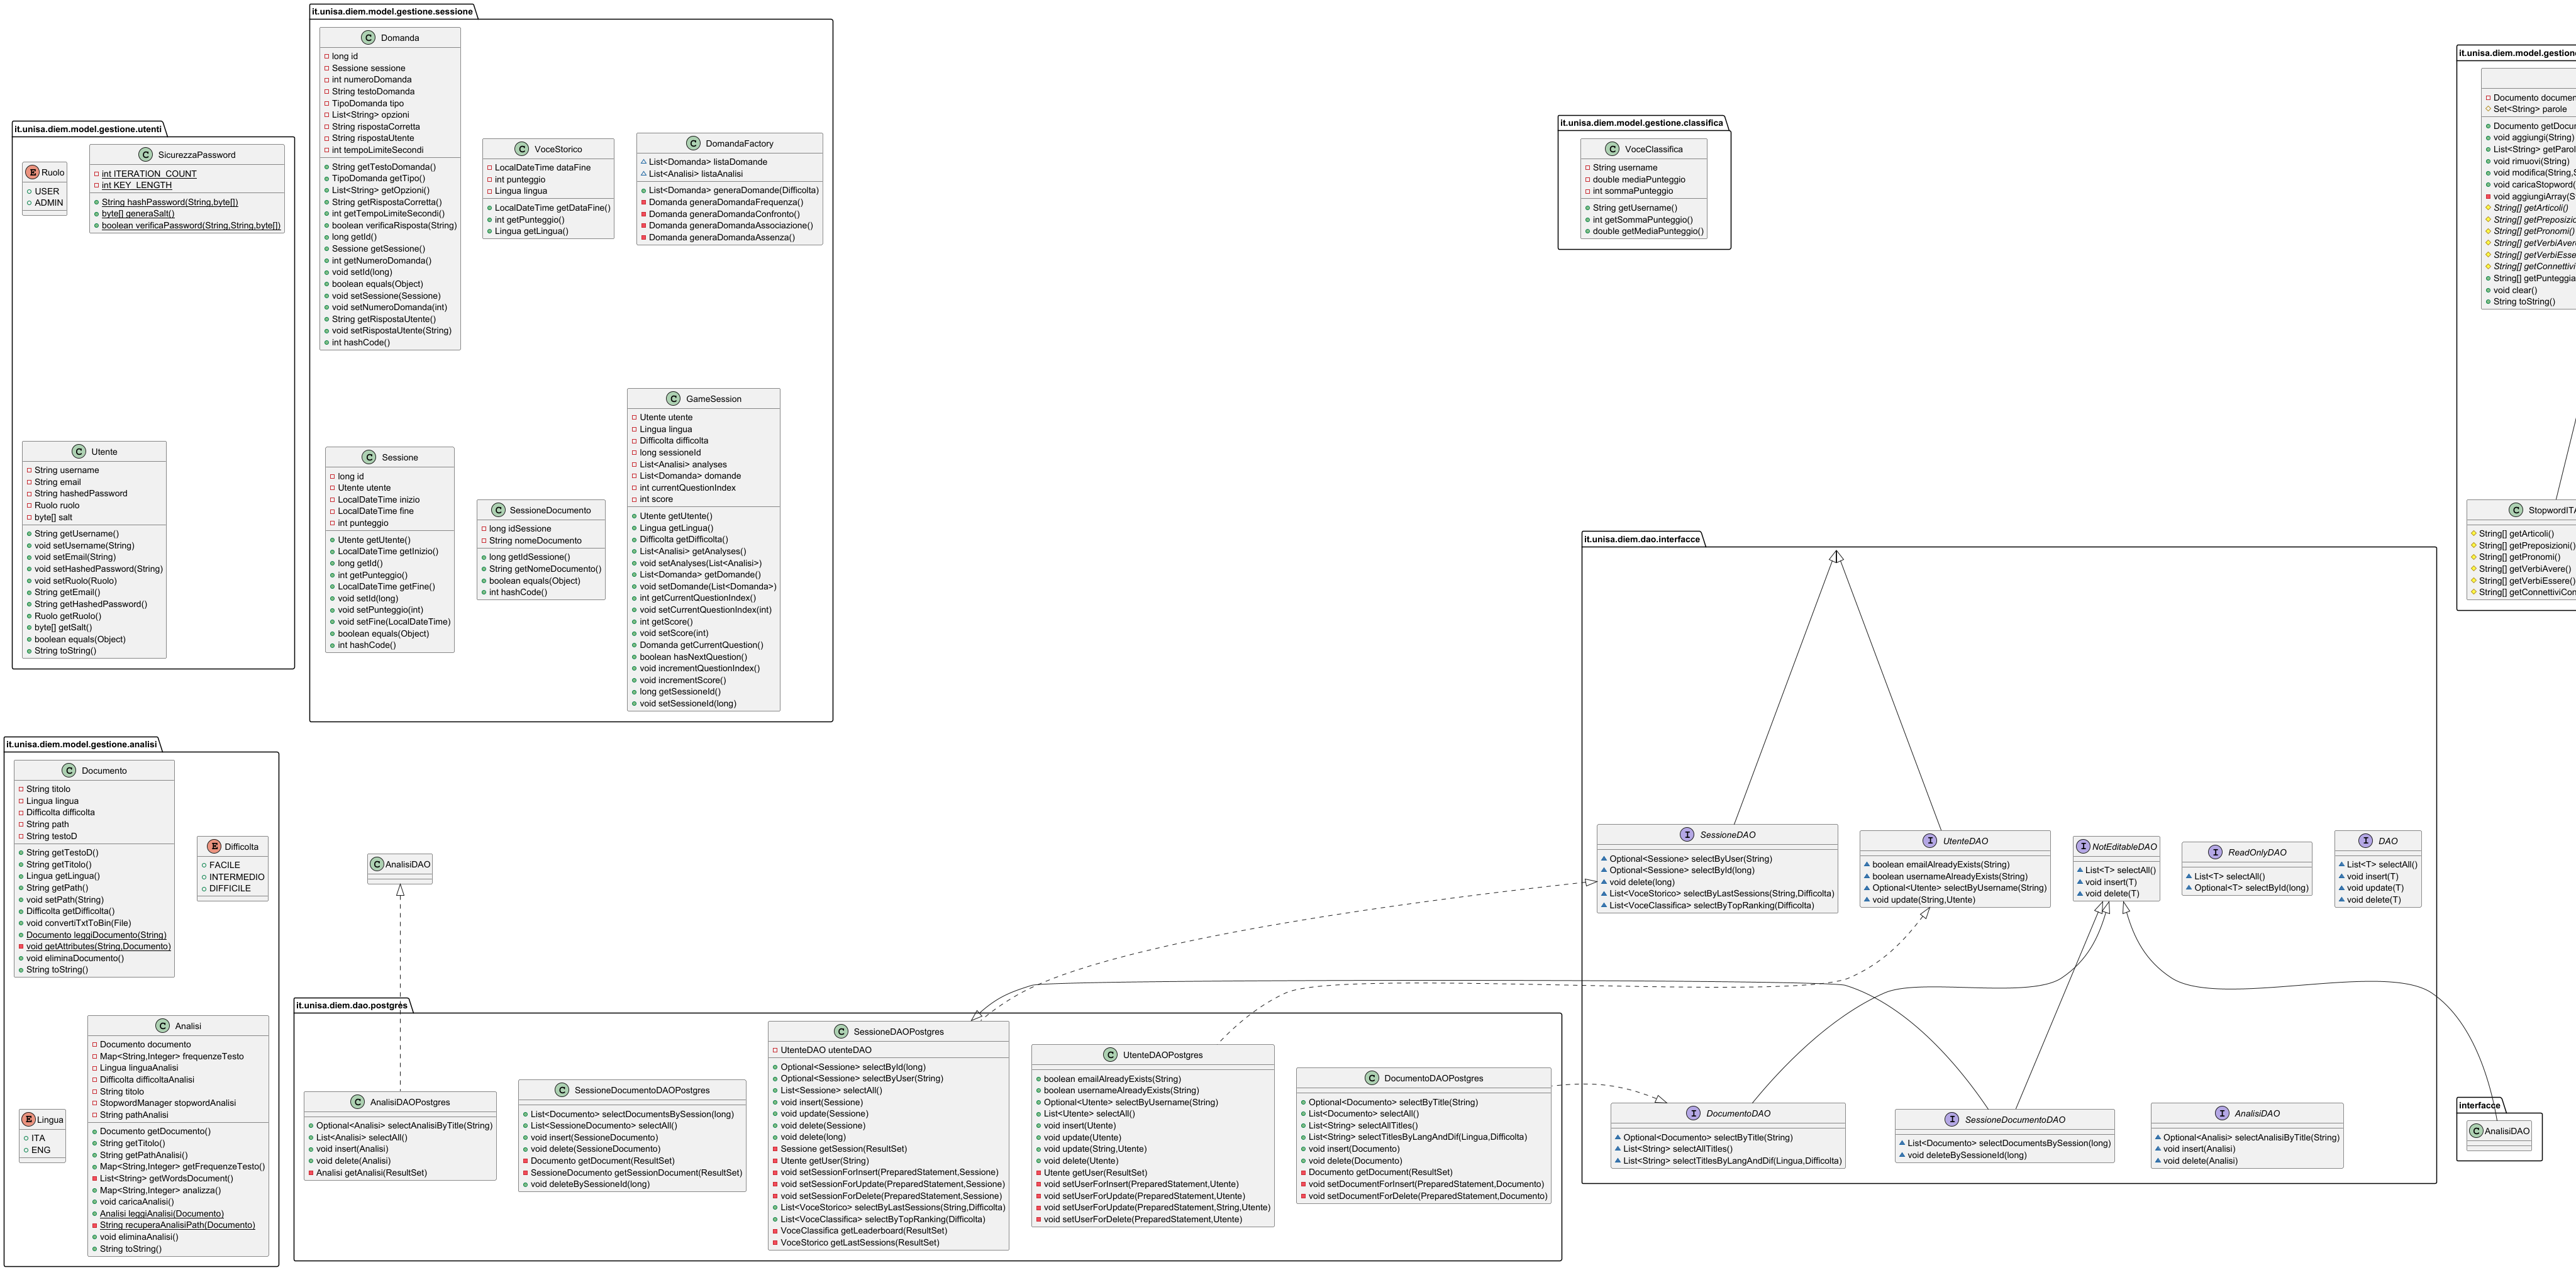 it.unisa.diem.model.gestione.utenti
Ruolo
USER
ADMIN
SicurezzaPassword
int ITERATION_COUNT
int KEY_LENGTH
String hashPassword(String,byte[])
byte[] generaSalt()
boolean verificaPassword(String,String,byte[])
Utente
String username
String email
String hashedPassword
Ruolo ruolo
byte[] salt
String getUsername()
void setUsername(String)
void setEmail(String)
void setHashedPassword(String)
void setRuolo(Ruolo)
String getEmail()
String getHashedPassword()
Ruolo getRuolo()
byte[] getSalt()
boolean equals(Object)
String toString()
it.unisa.diem.model.gestione.sessione
Domanda
long id
Sessione sessione
int numeroDomanda
String testoDomanda
TipoDomanda tipo
List<String> opzioni
String rispostaCorretta
String rispostaUtente
int tempoLimiteSecondi
String getTestoDomanda()
TipoDomanda getTipo()
List<String> getOpzioni()
String getRispostaCorretta()
int getTempoLimiteSecondi()
boolean verificaRisposta(String)
long getId()
Sessione getSessione()
int getNumeroDomanda()
void setId(long)
boolean equals(Object)
void setSessione(Sessione)
void setNumeroDomanda(int)
String getRispostaUtente()
void setRispostaUtente(String)
int hashCode()
VoceStorico
LocalDateTime dataFine
int punteggio
Lingua lingua
LocalDateTime getDataFine()
int getPunteggio()
Lingua getLingua()
DomandaFactory
List<Domanda> listaDomande
List<Analisi> listaAnalisi
List<Domanda> generaDomande(Difficolta)
Domanda generaDomandaFrequenza()
Domanda generaDomandaConfronto()
Domanda generaDomandaAssociazione()
Domanda generaDomandaAssenza()
Sessione
long id
Utente utente
LocalDateTime inizio
LocalDateTime fine
int punteggio
Utente getUtente()
LocalDateTime getInizio()
long getId()
int getPunteggio()
LocalDateTime getFine()
void setId(long)
void setPunteggio(int)
void setFine(LocalDateTime)
boolean equals(Object)
int hashCode()
SessioneDocumento
long idSessione
String nomeDocumento
long getIdSessione()
String getNomeDocumento()
boolean equals(Object)
int hashCode()
GameSession
Utente utente
Lingua lingua
Difficolta difficolta
long sessioneId
List<Analisi> analyses
List<Domanda> domande
int currentQuestionIndex
int score
Utente getUtente()
Lingua getLingua()
Difficolta getDifficolta()
List<Analisi> getAnalyses()
void setAnalyses(List<Analisi>)
List<Domanda> getDomande()
void setDomande(List<Domanda>)
int getCurrentQuestionIndex()
void setCurrentQuestionIndex(int)
int getScore()
void setScore(int)
Domanda getCurrentQuestion()
boolean hasNextQuestion()
void incrementQuestionIndex()
void incrementScore()
long getSessioneId()
void setSessioneId(long)
it.unisa.diem.model.gestione.classifica
VoceClassifica
String username
double mediaPunteggio
int sommaPunteggio
String getUsername()
int getSommaPunteggio()
double getMediaPunteggio()
it.unisa.diem.model.gestione
Documento documen
Set<String> parole
Documento getDocu
void aggiungi(String)
List<String> getParol
void rimuovi(String)
void modifica(String,S
void caricaStopword(
void aggiungiArray(S
String[] getArticoli()
String[] getPreposizio
String[] getPronomi()
String[] getVerbiAvere
String[] getVerbiEsse
String[] getConnettivi
String[] getPunteggia
void clear()
String toString()
StopwordITA
String[] getArticoli()
String[] getPreposizioni()
String[] getPronomi()
String[] getVerbiAvere()
String[] getVerbiEssere()
String[] getConnettiviCon
it.unisa.diem.model.gestione.analisi
Documento
String titolo
Lingua lingua
Difficolta difficolta
String path
String testoD
String getTestoD()
String getTitolo()
Lingua getLingua()
String getPath()
void setPath(String)
Difficolta getDifficolta()
void convertiTxtToBin(File)
Documento leggiDocumento(String)
void getAttributes(String,Documento)
void eliminaDocumento()
String toString()
Difficolta
FACILE
INTERMEDIO
DIFFICILE
Lingua
ITA
ENG
Analisi
Documento documento
Map<String,Integer> frequenzeTesto
Lingua linguaAnalisi
Difficolta difficoltaAnalisi
String titolo
StopwordManager stopwordAnalisi
String pathAnalisi
Documento getDocumento()
String getTitolo()
String getPathAnalisi()
Map<String,Integer> getFrequenzeTesto()
List<String> getWordsDocument()
Map<String,Integer> analizza()
void caricaAnalisi()
Analisi leggiAnalisi(Documento)
String recuperaAnalisiPath(Documento)
void eliminaAnalisi()
String toString()
AnalisiDAO
it.unisa.diem.dao.postgres
AnalisiDAOPostgres
Optional<Analisi> selectAnalisiByTitle(String)
List<Analisi> selectAll()
void insert(Analisi)
void delete(Analisi)
Analisi getAnalisi(ResultSet)
SessioneDocumentoDAOPostgres
List<Documento> selectDocumentsBySession(long)
List<SessioneDocumento> selectAll()
void insert(SessioneDocumento)
void delete(SessioneDocumento)
Documento getDocument(ResultSet)
SessioneDocumento getSessionDocument(ResultSet)
void deleteBySessioneId(long)
SessioneDAOPostgres
UtenteDAO utenteDAO
Optional<Sessione> selectById(long)
Optional<Sessione> selectByUser(String)
List<Sessione> selectAll()
void insert(Sessione)
void update(Sessione)
void delete(Sessione)
void delete(long)
Sessione getSession(ResultSet)
Utente getUser(String)
void setSessionForInsert(PreparedStatement,Sessione)
void setSessionForUpdate(PreparedStatement,Sessione)
void setSessionForDelete(PreparedStatement,Sessione)
List<VoceStorico> selectByLastSessions(String,Difficolta)
List<VoceClassifica> selectByTopRanking(Difficolta)
VoceClassifica getLeaderboard(ResultSet)
VoceStorico getLastSessions(ResultSet)
UtenteDAOPostgres
boolean emailAlreadyExists(String)
boolean usernameAlreadyExists(String)
Optional<Utente> selectByUsername(String)
List<Utente> selectAll()
void insert(Utente)
void update(Utente)
void update(String,Utente)
void delete(Utente)
Utente getUser(ResultSet)
void setUserForInsert(PreparedStatement,Utente)
void setUserForUpdate(PreparedStatement,Utente)
void setUserForUpdate(PreparedStatement,String,Utente)
void setUserForDelete(PreparedStatement,Utente)
DocumentoDAOPostgres
Optional<Documento> selectByTitle(String)
List<Documento> selectAll()
List<String> selectAllTitles()
List<String> selectTitlesByLangAndDif(Lingua,Difficolta)
void insert(Documento)
void delete(Documento)
Documento getDocument(ResultSet)
void setDocumentForInsert(PreparedStatement,Documento)
void setDocumentForDelete(PreparedStatement,Documento)
it.unisa.diem.dao.interfacce
SessioneDAO
Optional<Sessione> selectByUser(String)
Optional<Sessione> selectById(long)
void delete(long)
List<VoceStorico> selectByLastSessions(String,Difficolta)
List<VoceClassifica> selectByTopRanking(Difficolta)
UtenteDAO
boolean emailAlreadyExists(String)
boolean usernameAlreadyExists(String)
Optional<Utente> selectByUsername(String)
void update(String,Utente)
NotEditableDAO
List<T> selectAll()
void insert(T)
void delete(T)
ReadOnlyDAO
List<T> selectAll()
Optional<T> selectById(long)
DAO
List<T> selectAll()
void insert(T)
void update(T)
void delete(T)
DocumentoDAO
Optional<Documento> selectByTitle(String)
List<String> selectAllTitles()
List<String> selectTitlesByLangAndDif(Lingua,Difficolta)
SessioneDocumentoDAO
List<Documento> selectDocumentsBySession(long)
void deleteBySessioneId(long)
AnalisiDAO
Optional<Analisi> selectAnalisiByTitle(String)
void insert(Analisi)
void delete(Analisi)
interfacce
AnalisiDAO